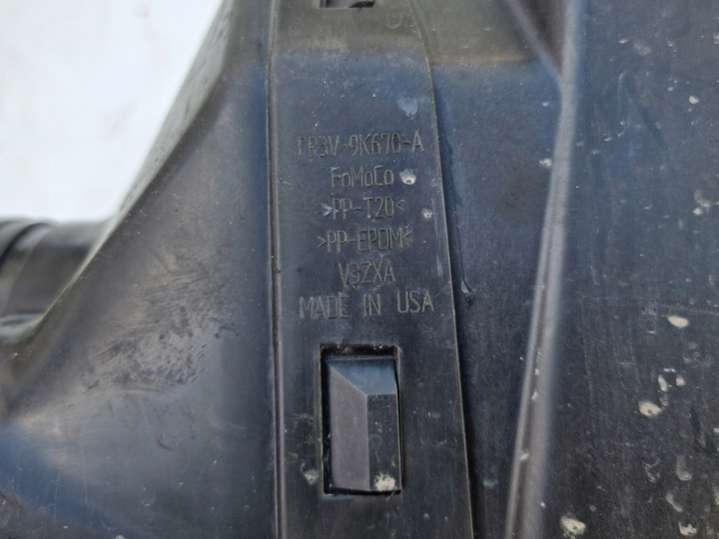 FR3V-9K670-A
FoMoCo
>PP-T20<
>PP-EPDM<
V3ZXA
MADE IN USA